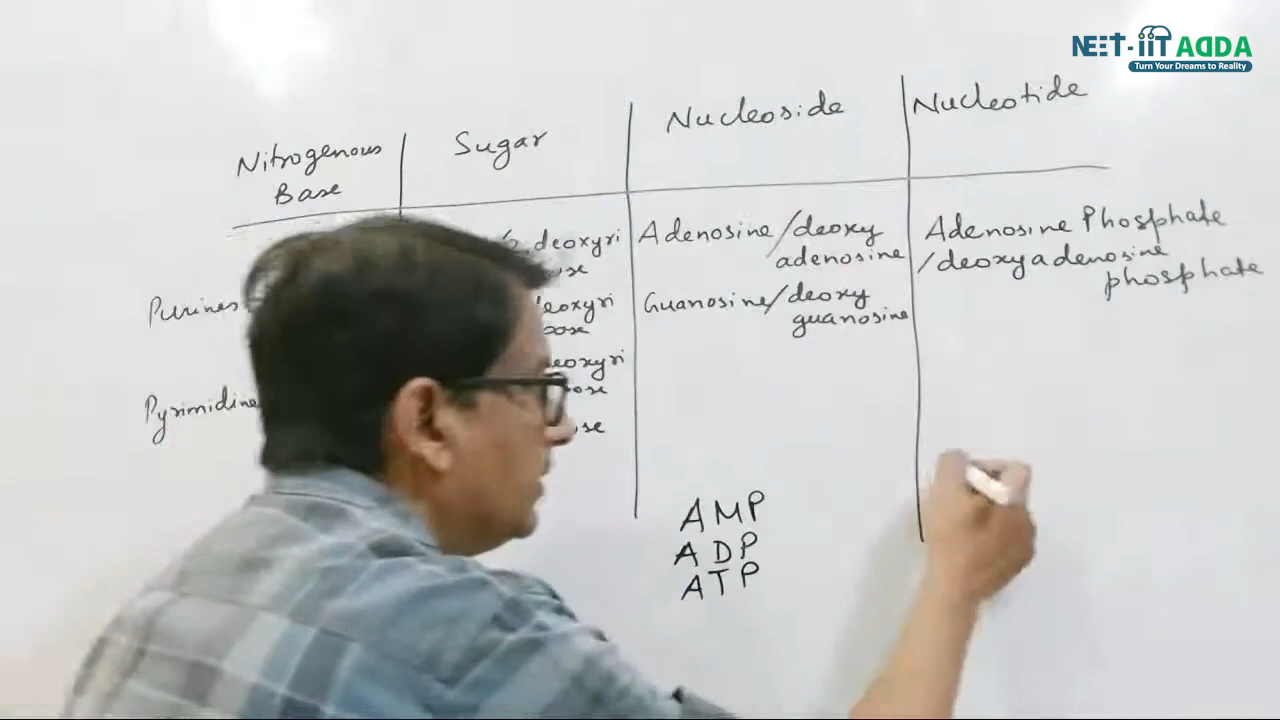 NEET-iiT ADDA
Turn Your Dreams to Reality
Nitrogenous
Base
Sugar
Nucleoside
Nucleotide
deoxyri
Adenosine/deoxy
adenosine
Adenosine Phosphate
/deoxyadenosine
phosphate
Purines
Guanosine/deoxy
guanosine
Pyrimidine
AMP
ADP
ATP